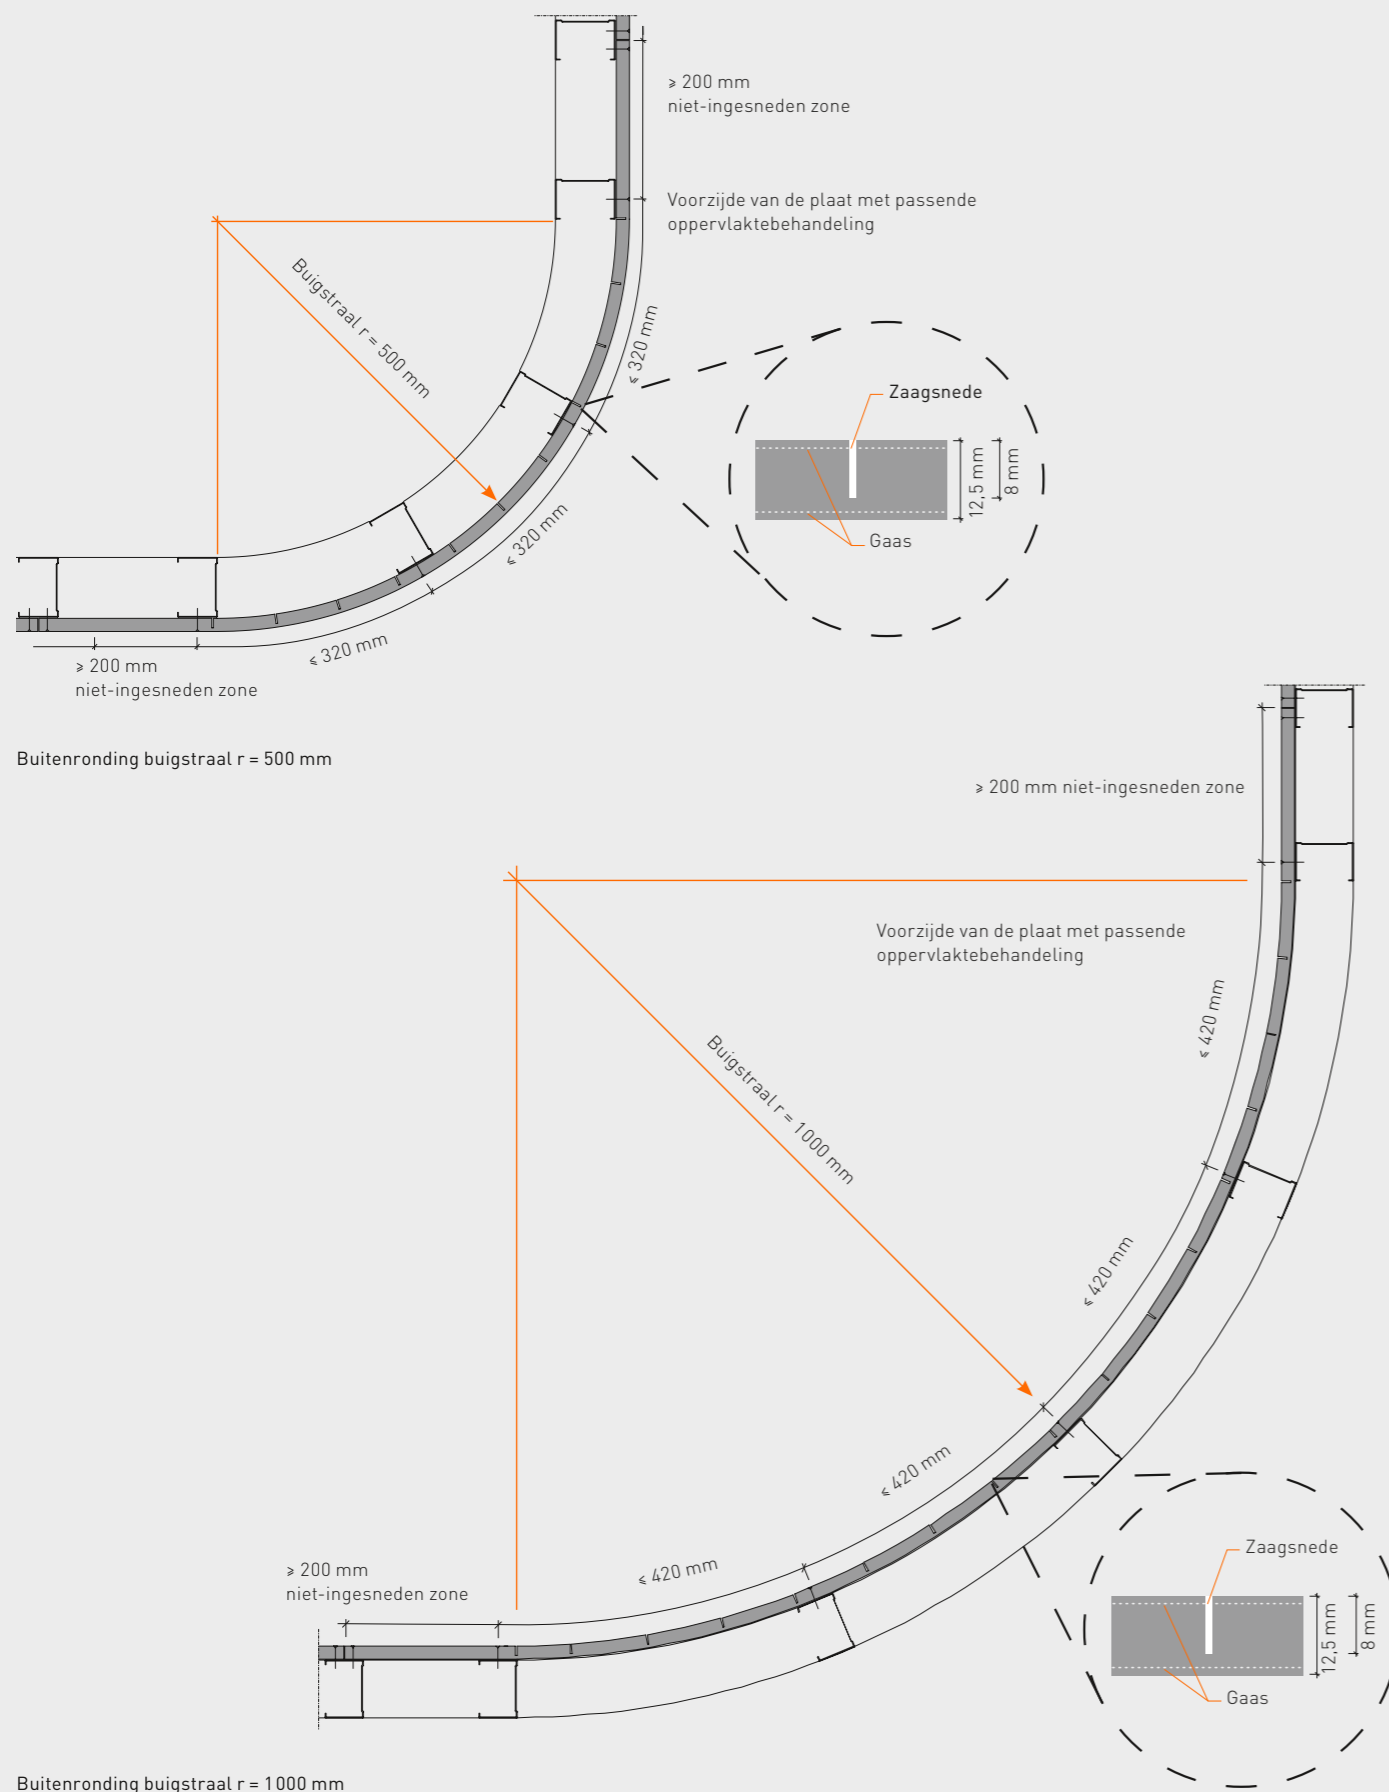 ≥ 200 mm
niet-ingesneden zone
Voorzijde van de plaat met passende
oppervlaktebehandeling
Buigstraal r = 500 mm
≤ 320 mm
Zaagsnede
12,5 mm
8 mm
Gaas
≤ 320 mm
≤ 320 mm
≥ 200 mm
niet-ingesneden zone
Buitenronding buigstraal r = 500 mm
≥ 200 mm niet-ingesneden zone
Voorzijde van de plaat met passende
oppervlaktebehandeling
≤ 420 mm
Buigstraal r = 1000 mm
≤ 420 mm
≤ 420 mm
≤ 420 mm
≥ 200 mm
niet-ingesneden zone
Zaagsnede
12,5 mm
8 mm
Gaas
Buitenronding buigstraal r = 1000 mm